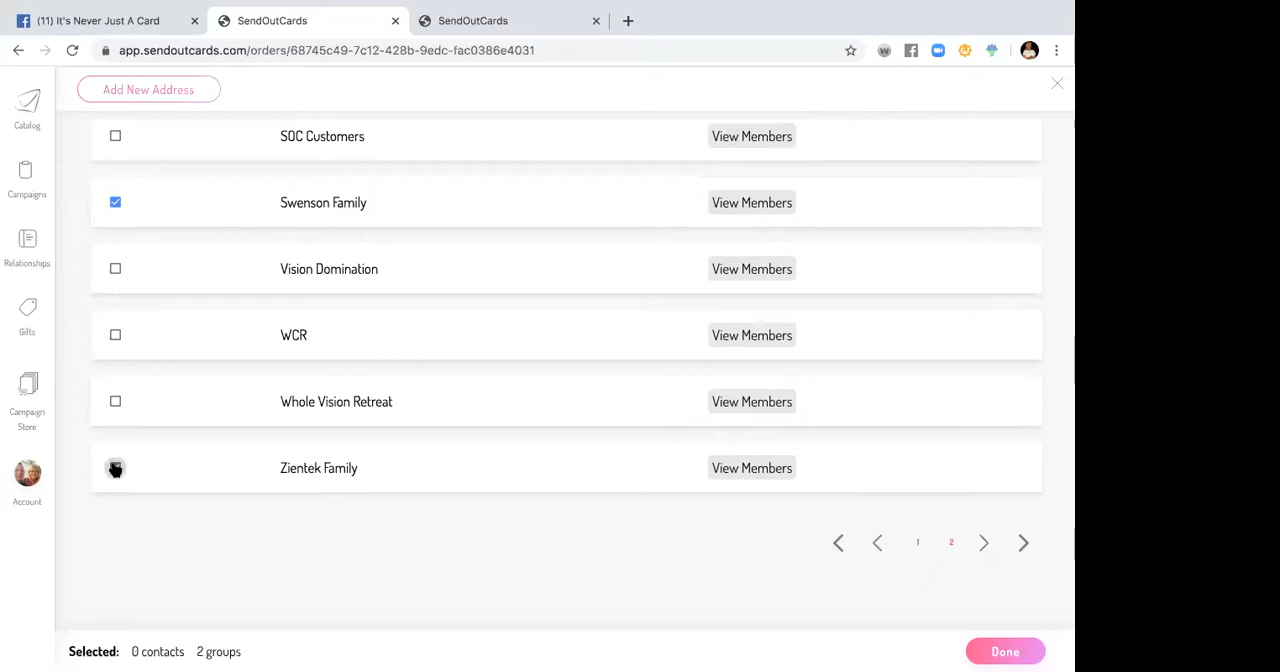 (11) It's Never Just A Card
SendOutCards
SendOutCards
app.sendoutcards.com/orders/68745c49-7c12-428b-9edc-fac0386e4031
Add New Address
Catalog
Campaigns
Relationships
Gifts
Campaign
Store
Account
SOC Customers View Members
Swenson Family View Members
Vision Domination View Members
WCR View Members
Whole Vision Retreat View Members
Zientek Family View Members
1 2
Selected: 0 contacts 2 groups
Done